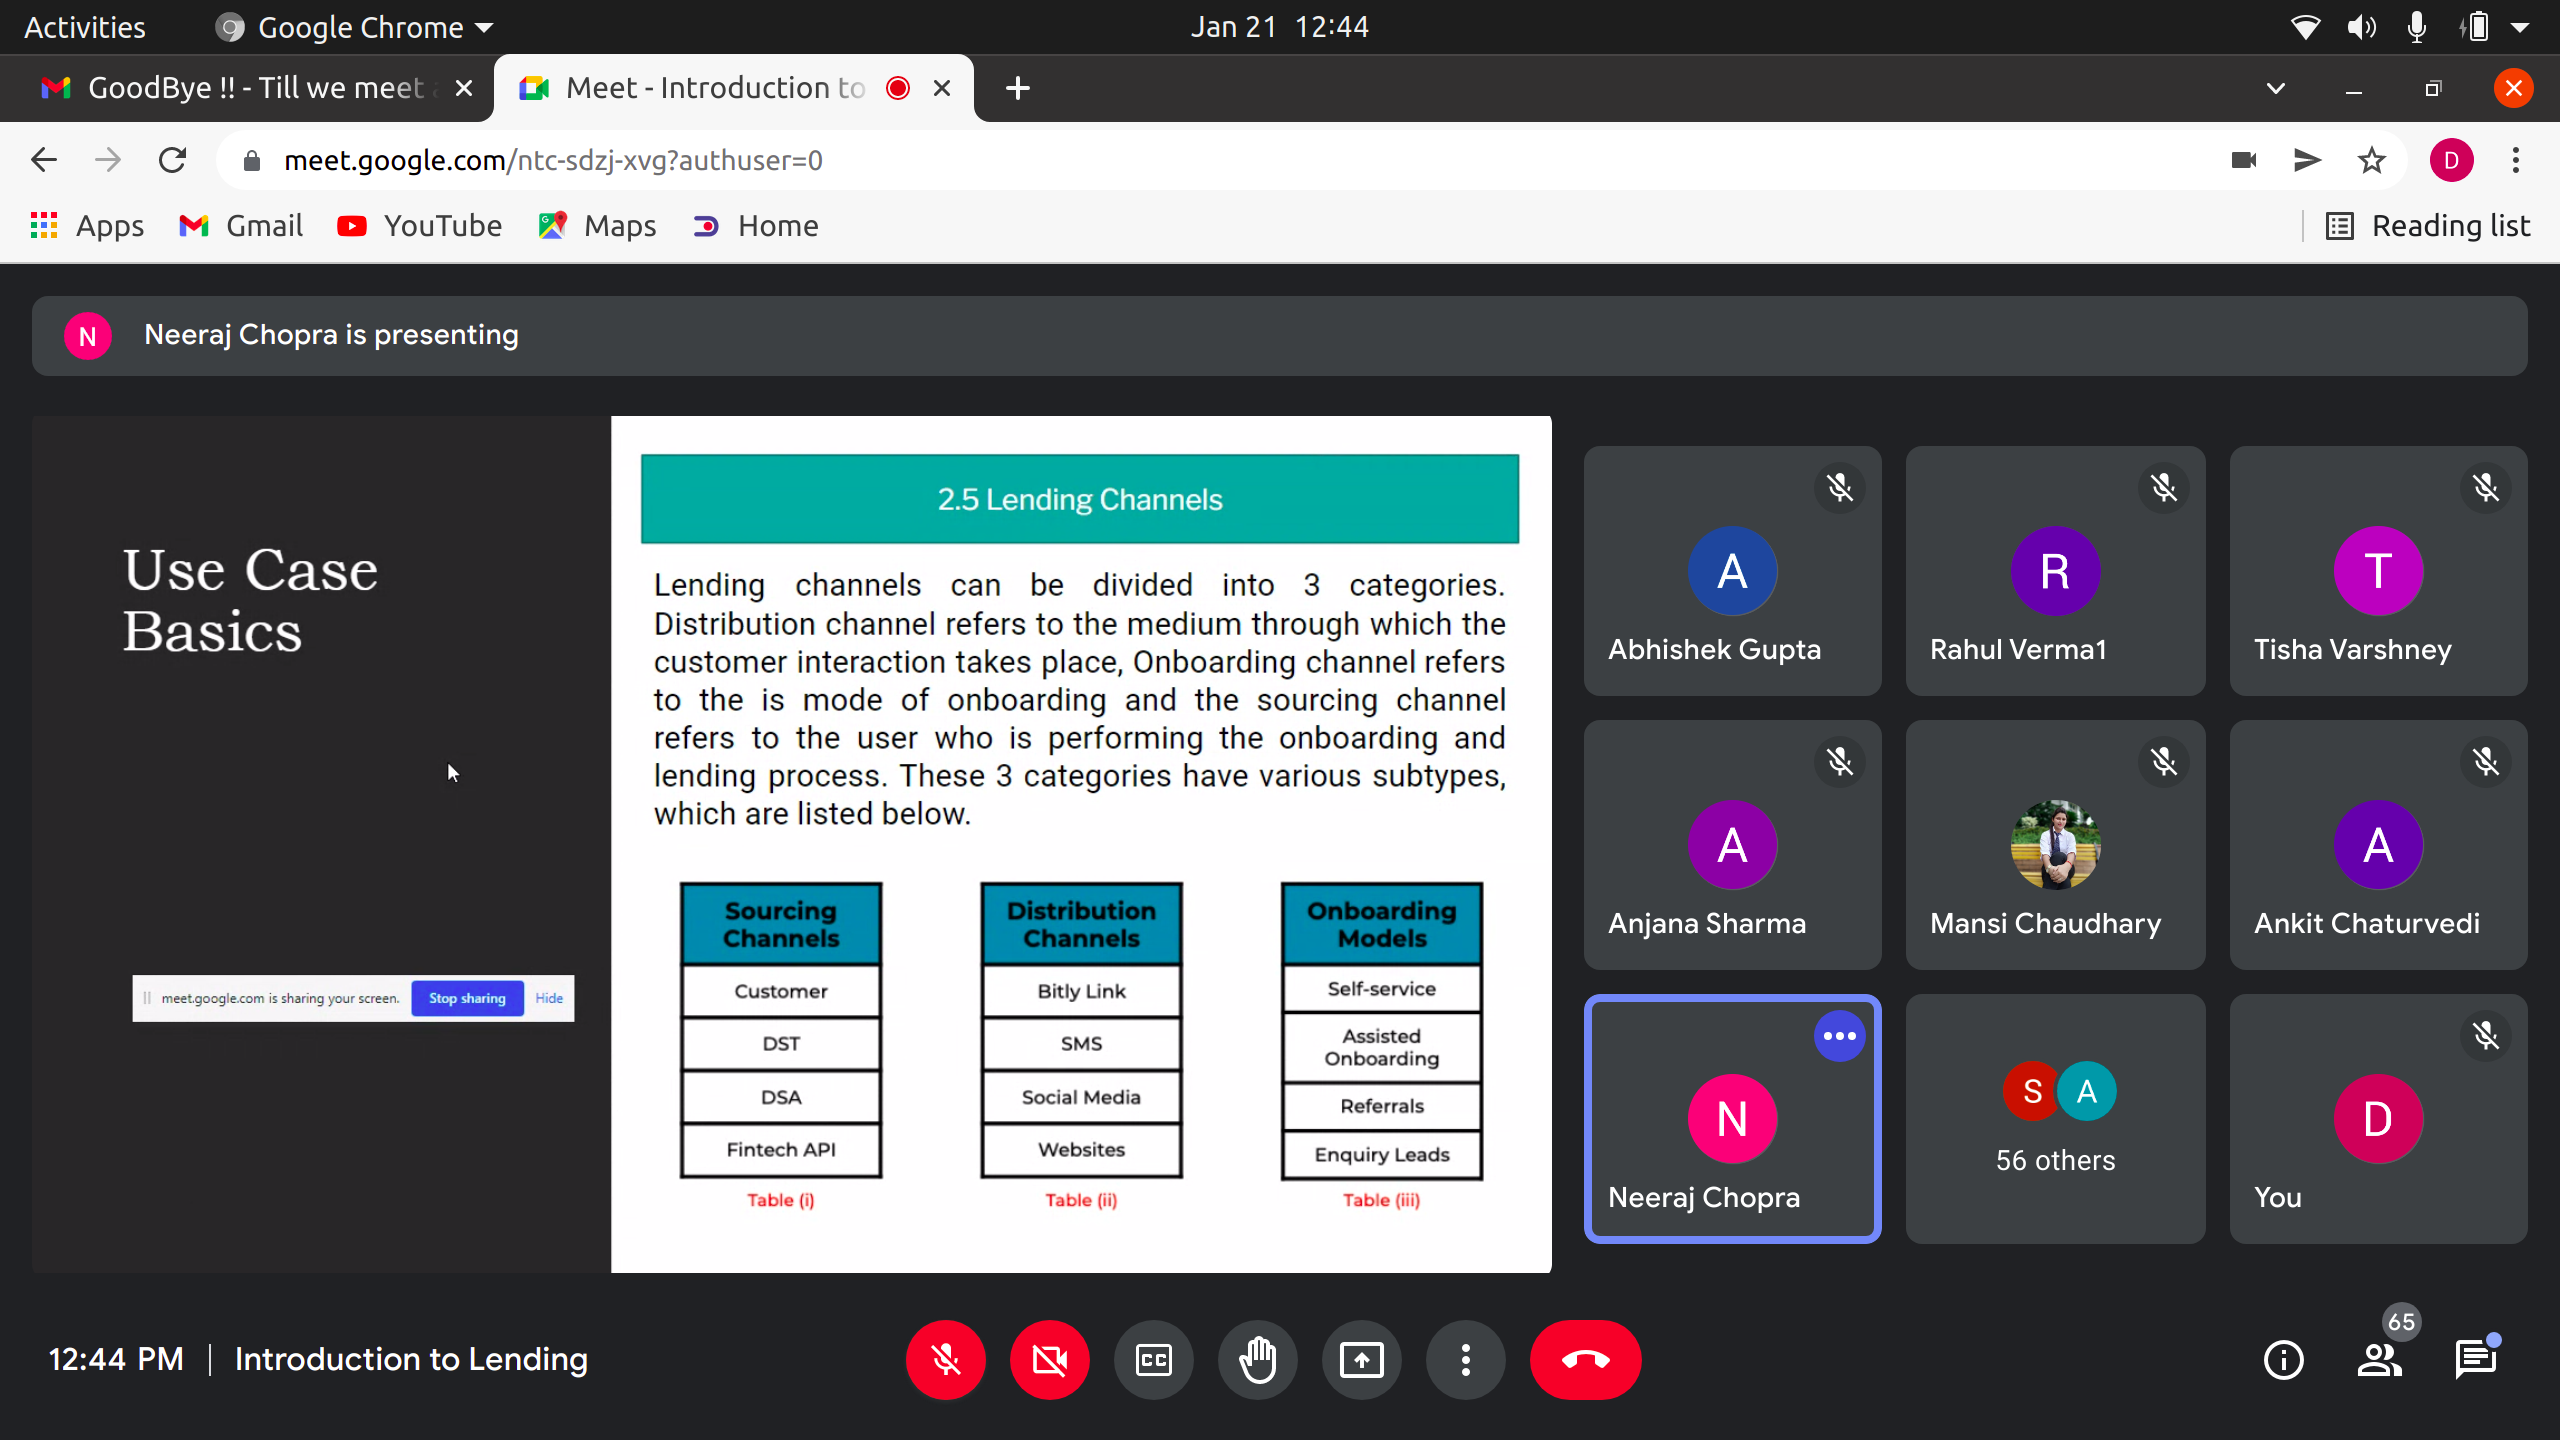 Activities
Google Chrome
Jan 21 12:44
GoodBye !! - Till we meet
Meet - Introduction to
meet.google.com/ntc-sdzj-xvg?authuser=0
D
Apps
Gmail
YouTube
Maps
Home
Reading list
N
Neeraj Chopra is presenting
Use Case
Basics
meet.google.com is sharing your screen.
Stop sharing
Hide
2.5 Lending Channels
Lending channels can be divided into 3 categories.
Distribution channel refers to the medium through which the
customer interaction takes place, Onboarding channel refers
to the is mode of onboarding and the sourcing channel
refers to the user who is performing the onboarding and
lending process. These 3 categories have various subtypes,
which are listed below.
Sourcing
Channels
Customer
DST
DSA
Fintech API
Table (i)
Distribution
Channels
Bitly Link
SMS
Social Media
Websites
Table (ii)
Onboarding
Models
Self-service
Assisted
Onboarding
Referrals
Enquiry Leads
Table (iii)
A
Abhishek Gupta
R
Rahul Verma1
T
Tisha Varshney
A
Anjana Sharma
Mansi Chaudhary
A
Ankit Chaturvedi
N
Neeraj Chopra
S
A
56 others
D
You
12:44 PM | Introduction to Lending
CC
65